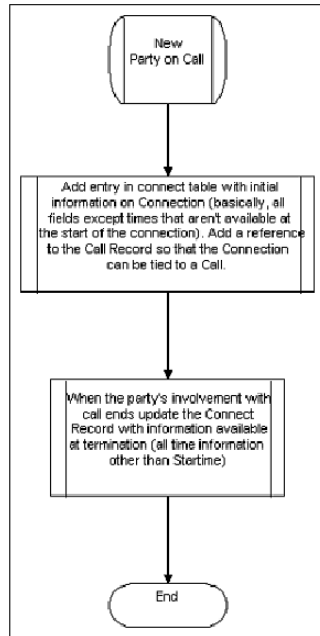 New
Party on Call
Add entry in connect table with initial
information on Connection (basically, all
fields except times that aren't available at
the start of the connection). Add a reference
to the Call Record so that the Connection
can be tied to a Call.
When the party's involvement with
call ends update the Connect
Record with information available
at termination (all time information
other than Startime)
End